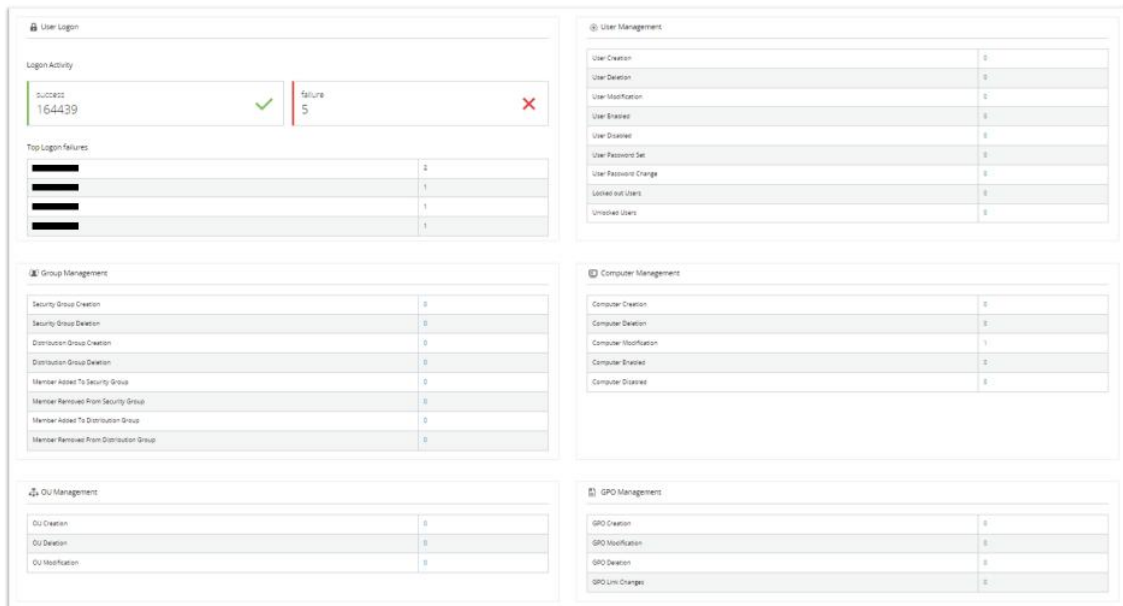 User Logon
Logon Activity
success
164439
failure
5
Top Logon failures
2
1
1
1
User Management
User Creation 0
User Deletion 0
User Modification 0
User Enabled 0
User Disabled 0
User Password Set 0
User Password Change 0
Locked out Users 0
Unlocked Users 0
Group Management
Security Group Creation 0
Security Group Deletion 0
Distribution Group Creation 0
Distribution Group Deletion 0
Member Added To Security Group 0
Member Removed From Security Group 0
Member Added To Distribution Group 0
Member Removed From Distribution Group 0
Computer Management
Computer Creation 0
Computer Deletion 0
Computer Modification 1
Computer Enabled 0
Computer Disabled 0
OU Management
OU Creation 0
OU Deletion 0
OU Modification 0
GPO Management
GPO Creation 0
GPO Modification 0
GPO Deletion 0
GPO Link Changes 0